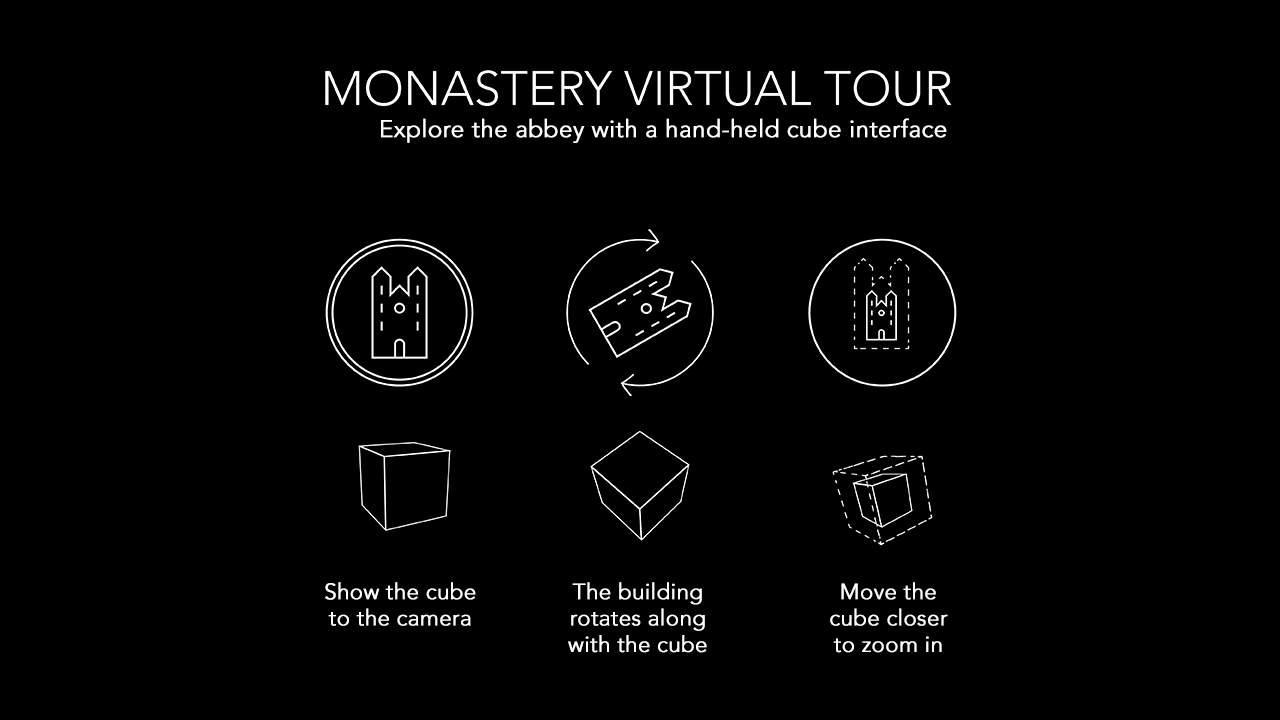 MONASTERY VIRTUAL TOUR
Explore the abbey with a hand-held cube interface
Show the cube
to the camera
The building
rotates along
with the cube
Move the
cube closer
to zoom in